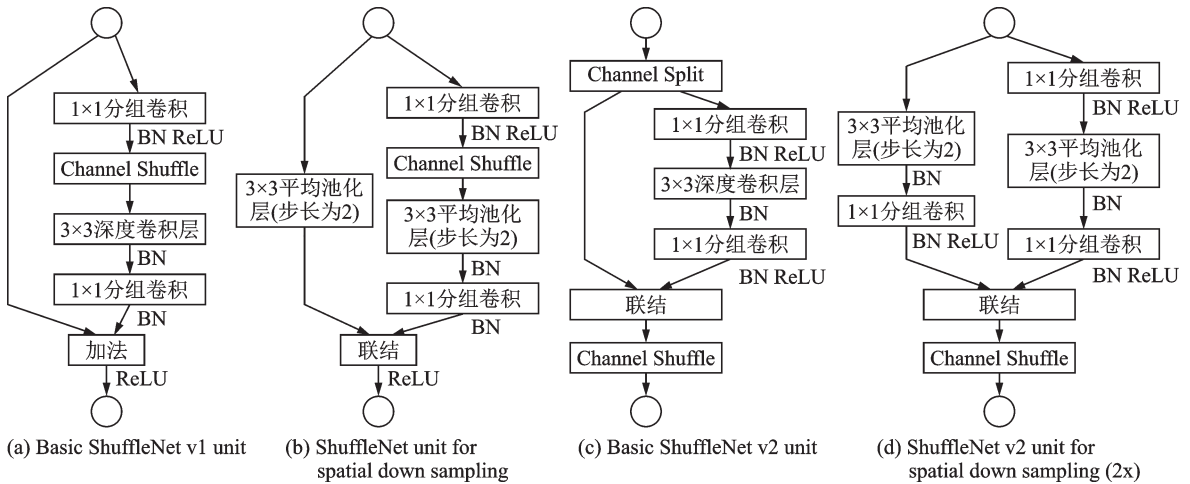 1×1分组卷积
BN ReLU
Channel Shuffle
3×3深度卷积层
BN
1×1分组卷积
BN
加法
ReLU
(a) Basic ShuffleNet v1 unit
3×3平均池化
层(步长为2)
1×1分组卷积
BN ReLU
Channel Shuffle
3×3平均池化
层(步长为2)
BN
1×1分组卷积
BN
联结
ReLU
(b) ShuffleNet unit for
spatial down sampling
Channel Split
1×1分组卷积
BN ReLU
3×3深度卷积层
BN
1×1分组卷积
BN ReLU
联结
Channel Shuffle
(c) Basic ShuffleNet v2 unit
3×3平均池化
层(步长为2)
BN
1×1分组卷积
BN ReLU
1×1分组卷积
BN ReLU
3×3平均池化
层(步长为2)
BN
1×1分组卷积
BN ReLU
联结
Channel Shuffle
(d) ShuffleNet v2 unit for
spatial down sampling (2x)